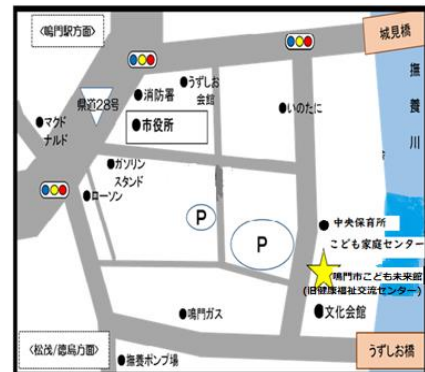 〈鳴門駅方面〉
城見橋
撫養川
県道28号
●消防署
●うずしお
会館
●市役所
●いのたに
●マクド
ナルド
●ガソリン
スタンド
●ローソン
P
P
●中央保育所
こども家庭センター
鳴門市こども未来館
(旧健康福祉交流センター)
●文化会館
●鳴門ガス
〈松茂/徳島方面〉
●撫養ポンプ場
うずしお橋